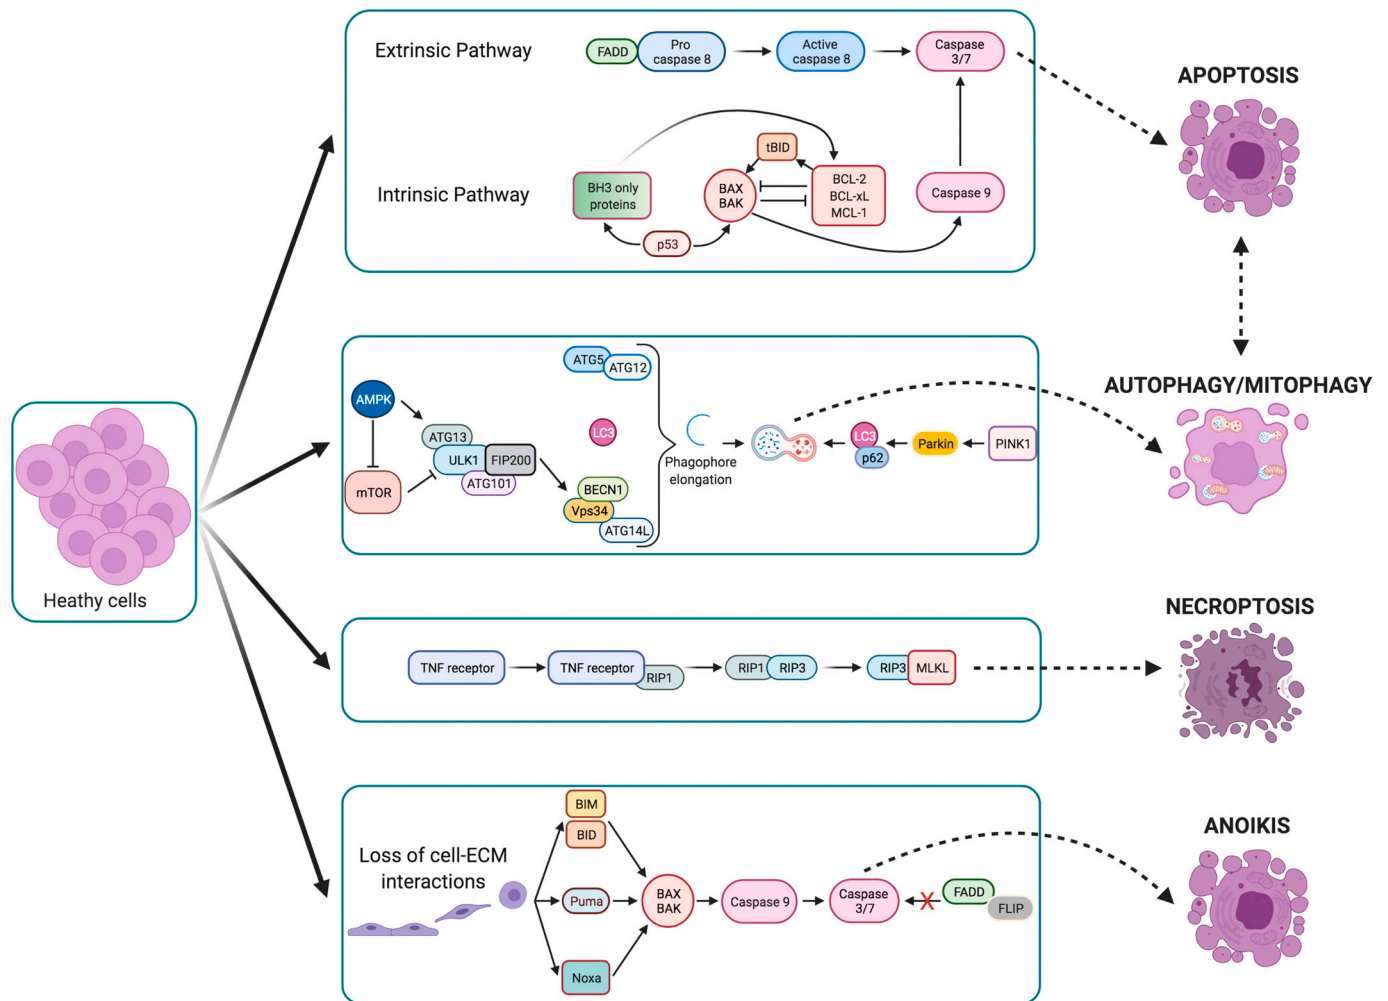 Extrinsic Pathway
FADD
Pro
caspase 8
Active
caspase 8
Caspase
3/7
APOPTOSIS
Intrinsic Pathway
BH3 only
proteins
p53
BAX
BAK
tBID
BCL-2
BCL-xL
MCL-1
Caspase 9
Heathy cells
AMPK
mTOR
ATG13
ULK1
FIP200
ATG101
ATG5
ATG12
LC3
BECN1
Vps34
ATG14L
Phagophore
elongation
LC3
p62
Parkin
PINK1
AUTOPHAGY/MITOPHAGY
TNF receptor
TNF receptor
RIP1
RIP1
RIP3
RIP3
MLKL
NECROPTOSIS
Loss of cell-ECM
interactions
BIM
BID
Puma
Noxa
BAX
BAK
Caspase 9
Caspase
3/7
X
FADD
FLIP
ANOIKIS